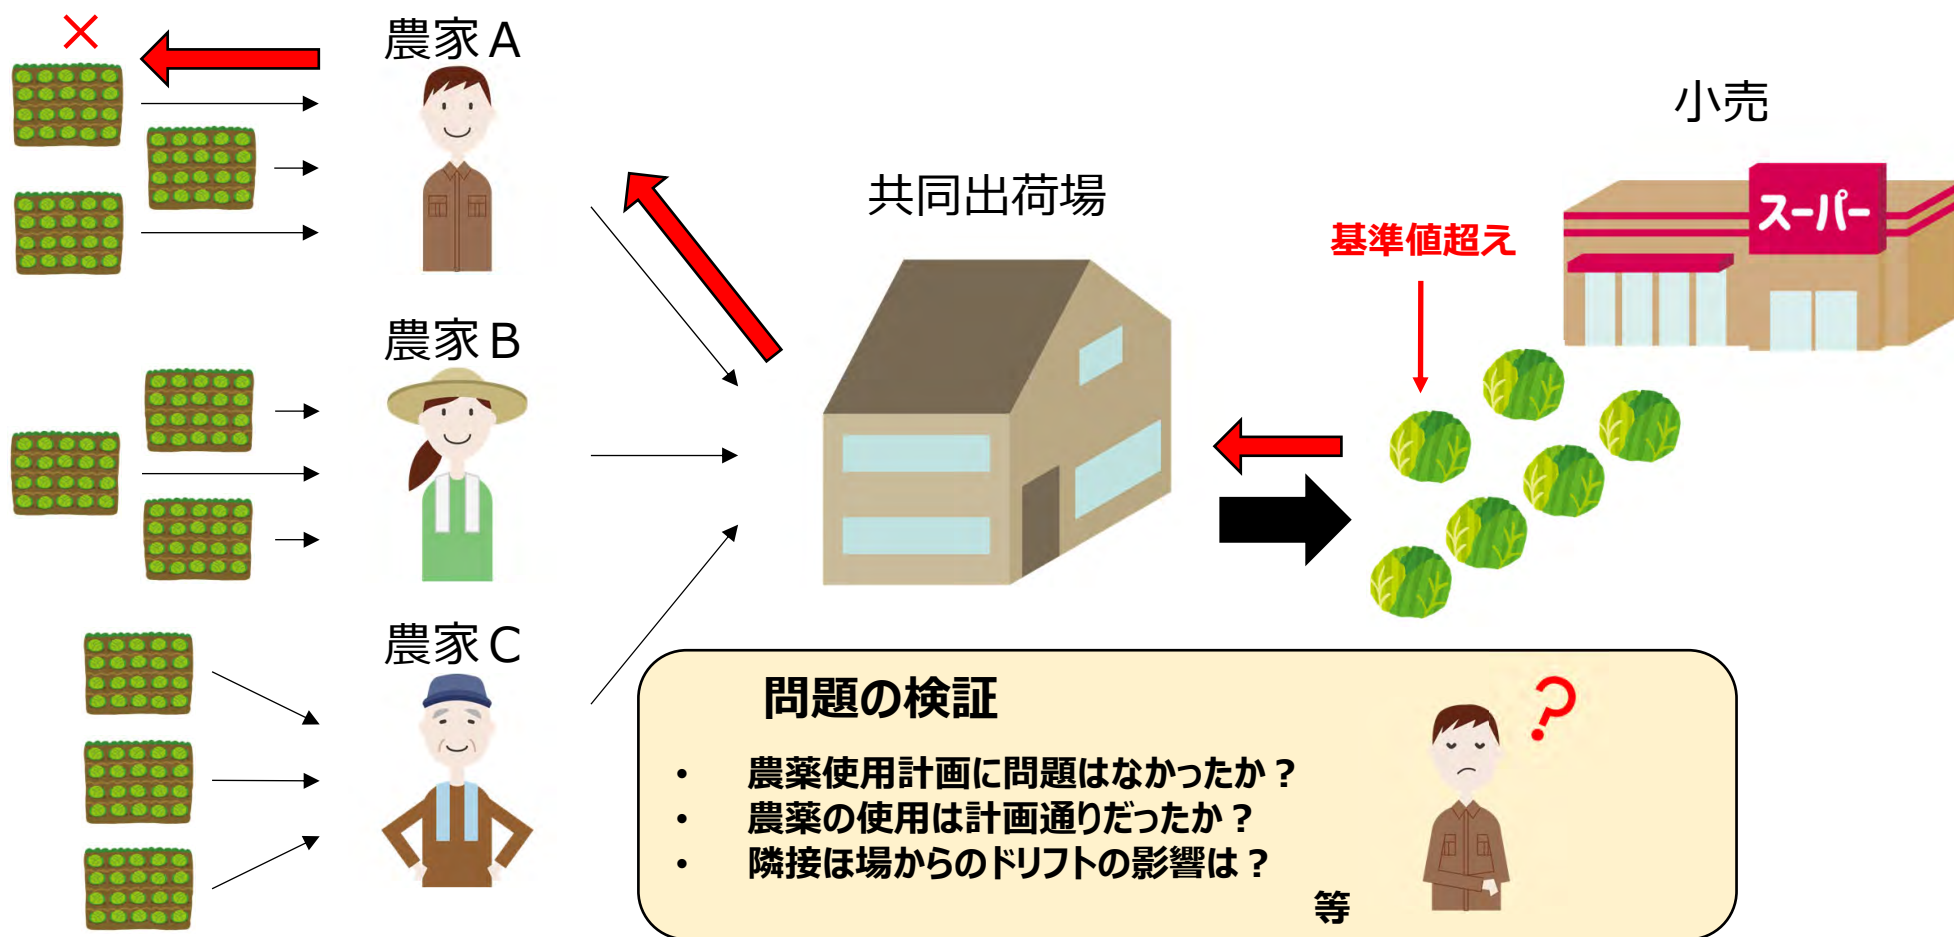 ×
農家A
小売
スーパー
共同出荷場
基準値超え
農家B
農家C
問題の検証
• 農薬使用計画に問題はなかったか？
• 農薬の使用は計画通りだったか？
• 隣接ほ場からのドリフトの影響は？
等
?